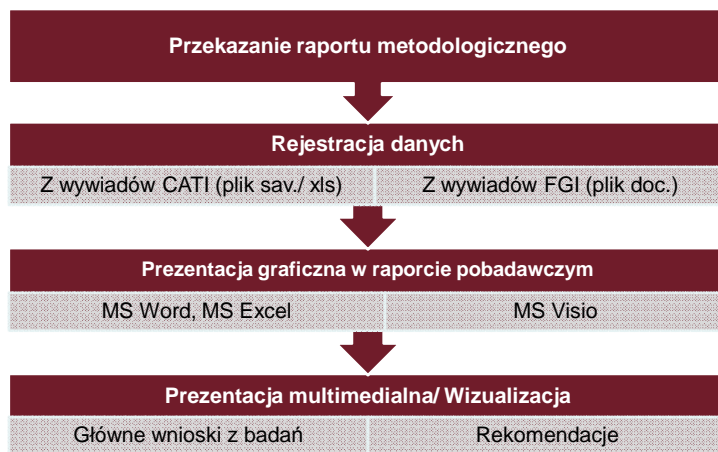 Przekazanie raportu metodologicznego
Rejestracja danych
Z wywiadów CATI (plik sav./ xls)
Z wywiadów FGI (plik doc.)
Prezentacja graficzna w raporcie pobadawczym
MS Word, MS Excel
MS Visio
Prezentacja multimedialna/ Wizualizacja
Główne wnioski z badań
Rekomendacje